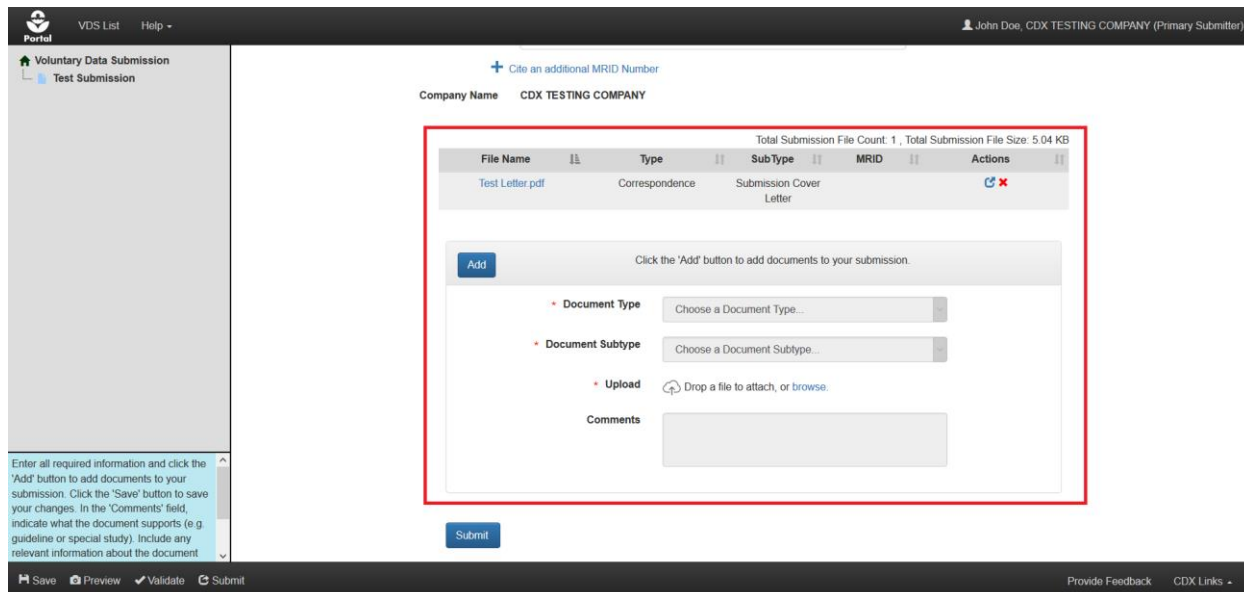 Portal
VDS List Help
John Doe, CDX TESTING COMPANY (Primary Submitter)
Voluntary Data Submission
Test Submission
Cite an additional MRID Number
Company Name CDX TESTING COMPANY
Total Submission File Count: 1 , Total Submission File Size: 5.04 KB
File Name Type SubType MRID Actions
Test Letter.pdf Correspondence Submission Cover
Letter
Add Click the 'Add' button to add documents to your submission.
* Document Type Choose a Document Type...
* Document Subtype Choose a Document Subtype...
* Upload Drop a file to attach, or browse.
Comments
Submit
Enter all required information and click the
'Add' button to add documents to your
submission. Click the 'Save' button to save
your changes. In the 'Comments' field,
indicate what the document supports (e.g.
guideline or special study). Include any
relevant information about the document
Save Preview Validate Submit
Provide Feedback CDX Links